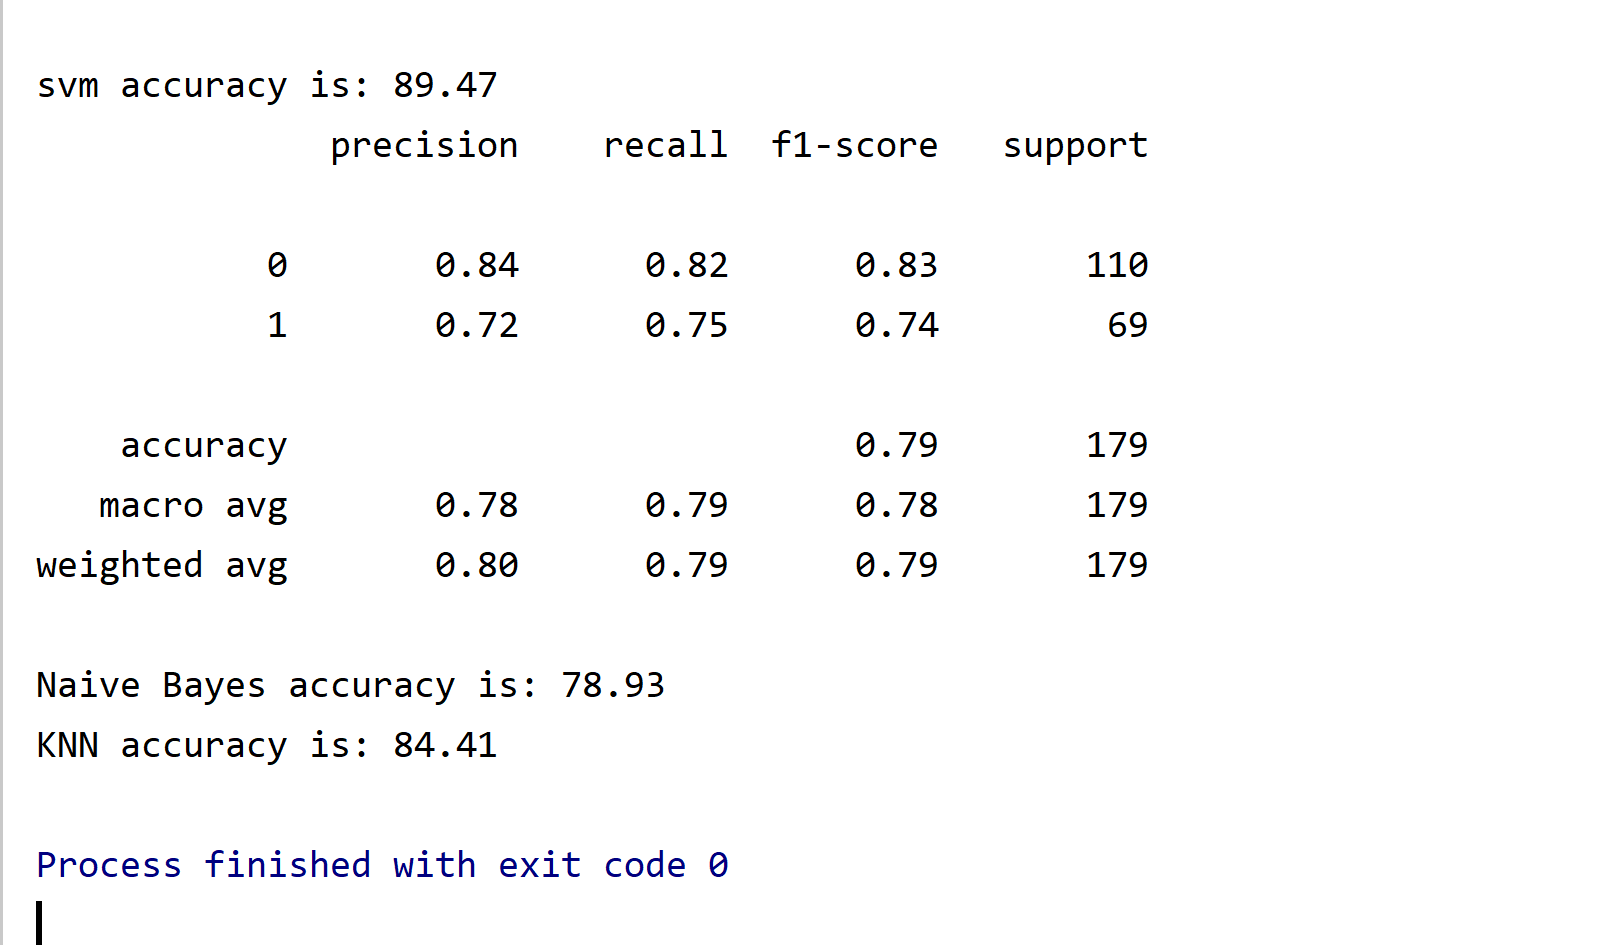 svm accuracy is: 89.47
precision recall f1-score support
0 0.84 0.82 0.83 110
1 0.72 0.75 0.74 69
accuracy 0.79 179
macro avg 0.78 0.79 0.78 179
weighted avg 0.80 0.79 0.79 179
Naive Bayes accuracy is: 78.93
KNN accuracy is: 84.41
Process finished with exit code 0